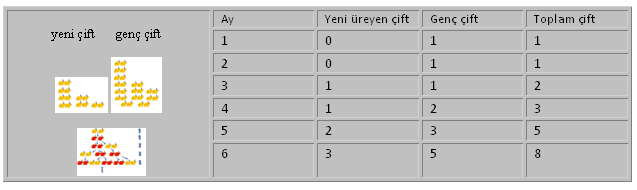 yeni çift genç çift
Ay Yeni üreyen çift Genç çift Toplam çift
1 0 1 1
2 0 1 1
3 1 1 2
4 1 2 3
5 2 3 5
6 3 5 8